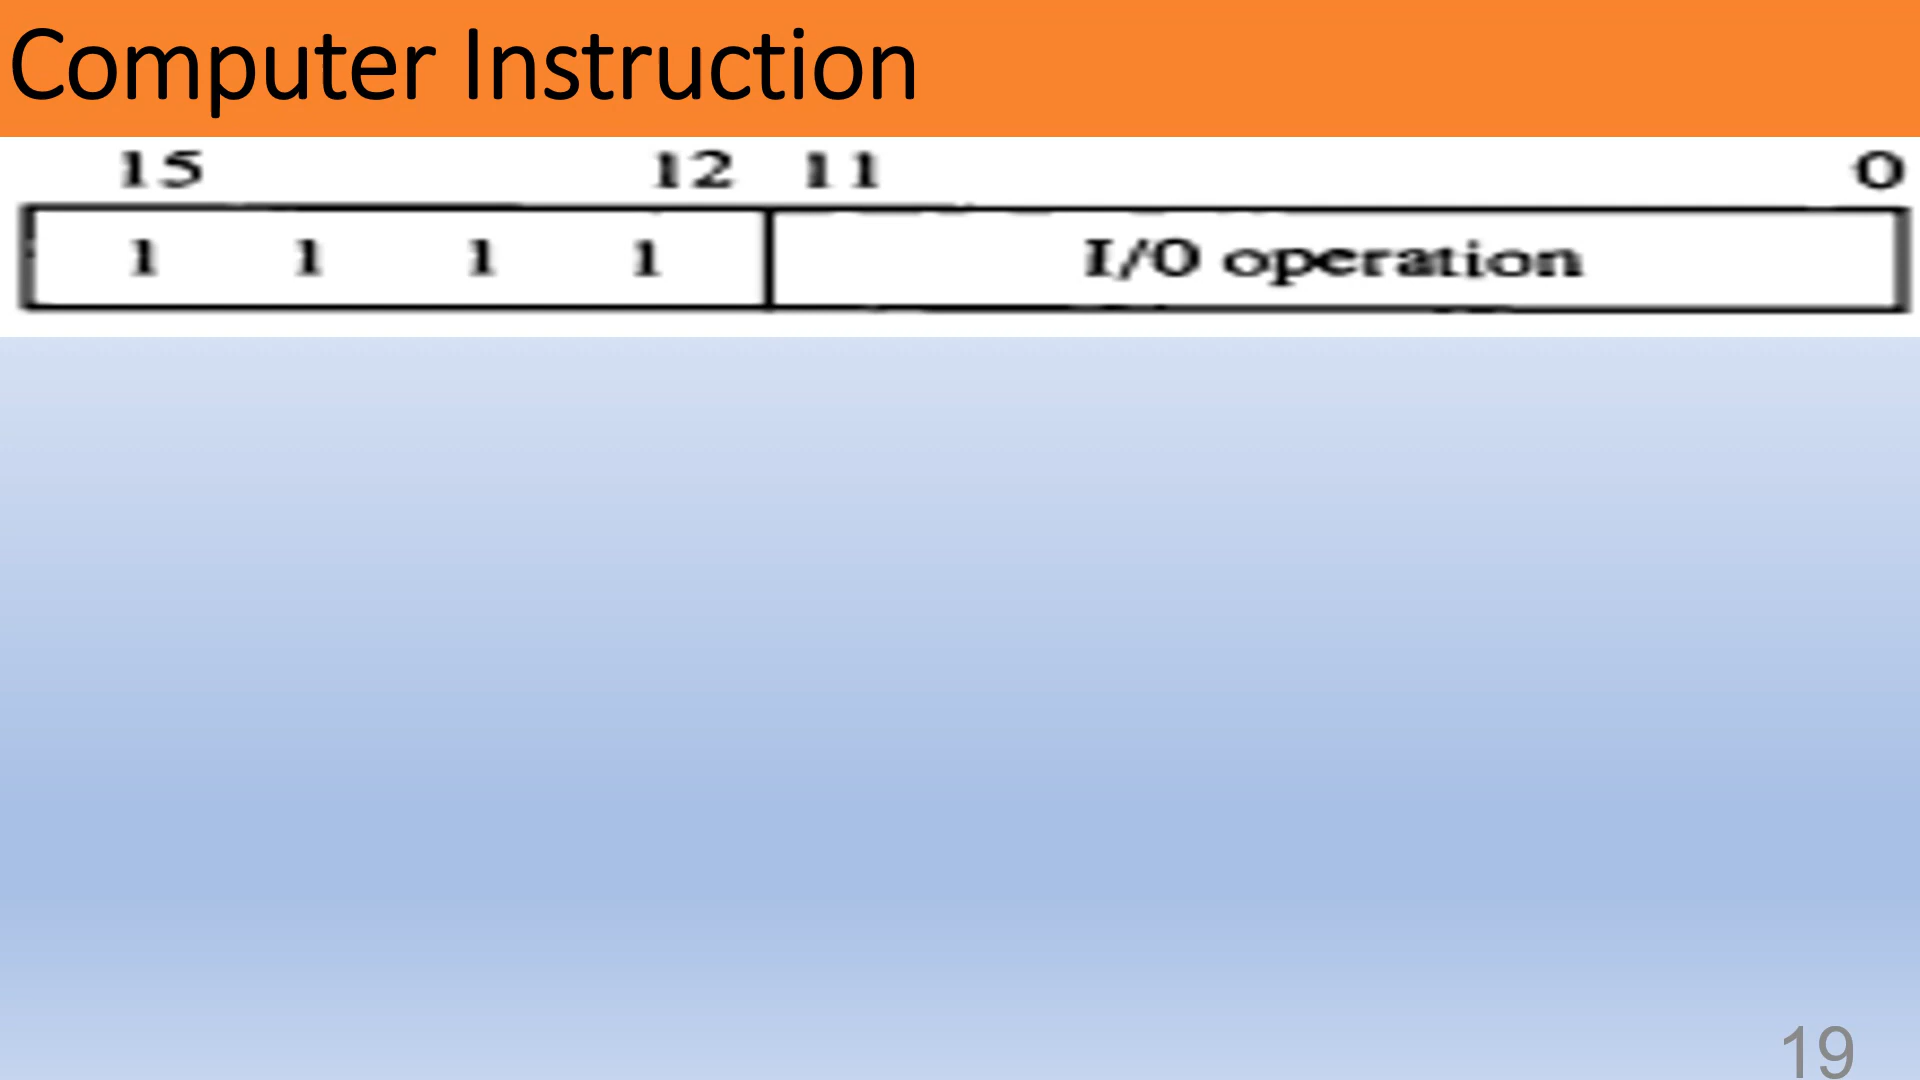 Computer Instruction
15 12 11 0
1 1 1 1 I/O operation
19